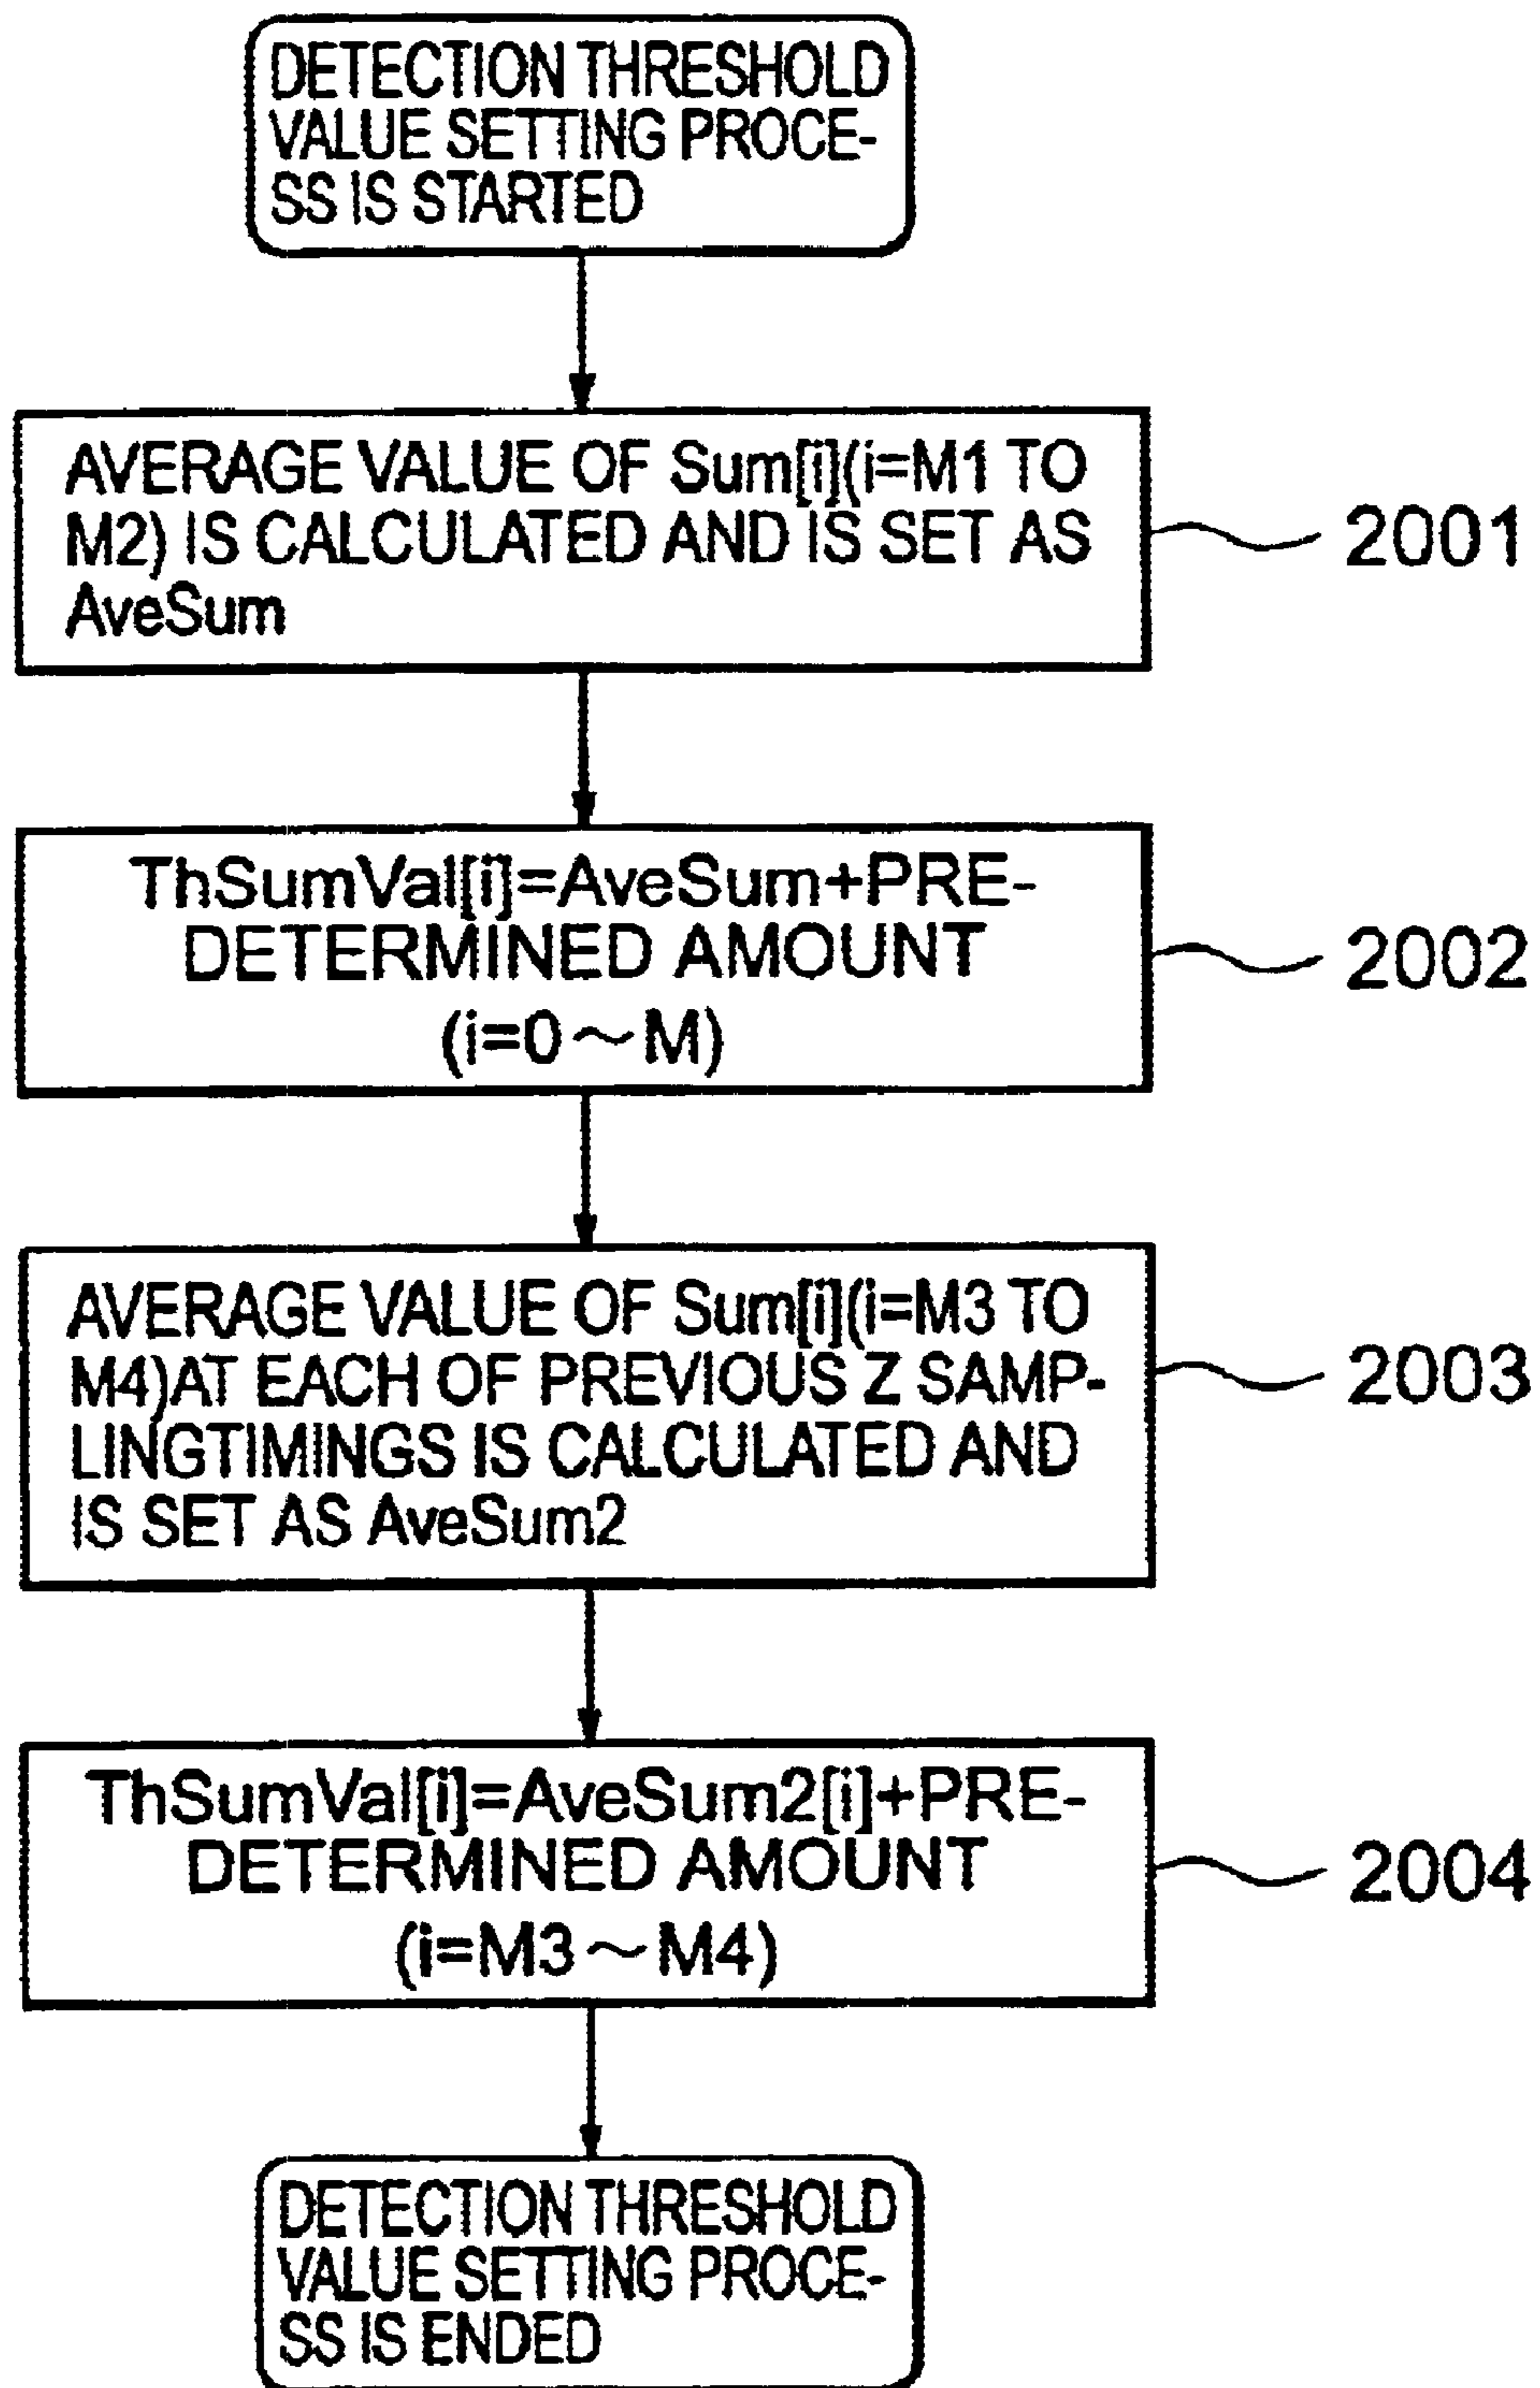 DETECTION THRESHOLD
VALUE SETTING PROCE-
SS IS STARTED
AVERAGE VALUE OF Sum[i](i=M1 TO
M2) IS CALCULATED AND IS SET AS
AveSum
2001
ThSumVal[i]=AveSum+PRE-
DETERMINED AMOUNT
(i=0～M)
2002
AVERAGE VALUE OF Sum[i](i=M3 TO
M4)AT EACH OF PREVIOUS Z SAMP-
LINGTIMINGS IS CALCULATED AND
IS SET AS AveSum2
2003
ThSumVal[i]=AveSum2[i]+PRE-
DETERMINED AMOUNT
(i=M3～M4)
2004
DETECTION THRESHOLD
VALUE SETTING PROCE-
SS IS ENDED